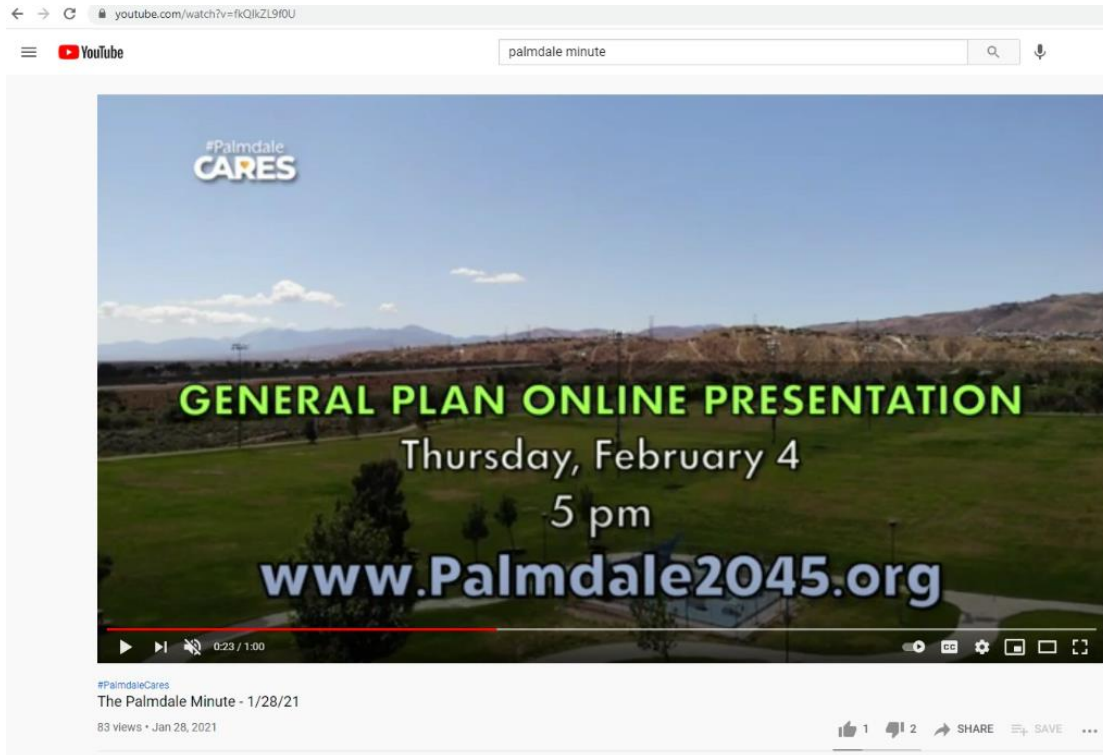 youtube.com/watch?v=fkQIkZL9f0U
YouTube
palmdale minute
#Palmdale
CARES
GENERAL PLAN ONLINE PRESENTATION
Thursday, February 4
5 pm
www.Palmdale2045.org
0:23 / 1:00
CC
#PalmdaleCares
The Palmdale Minute - 1/28/21
83 views • Jan 28, 2021
1 2 SHARE SAVE ...